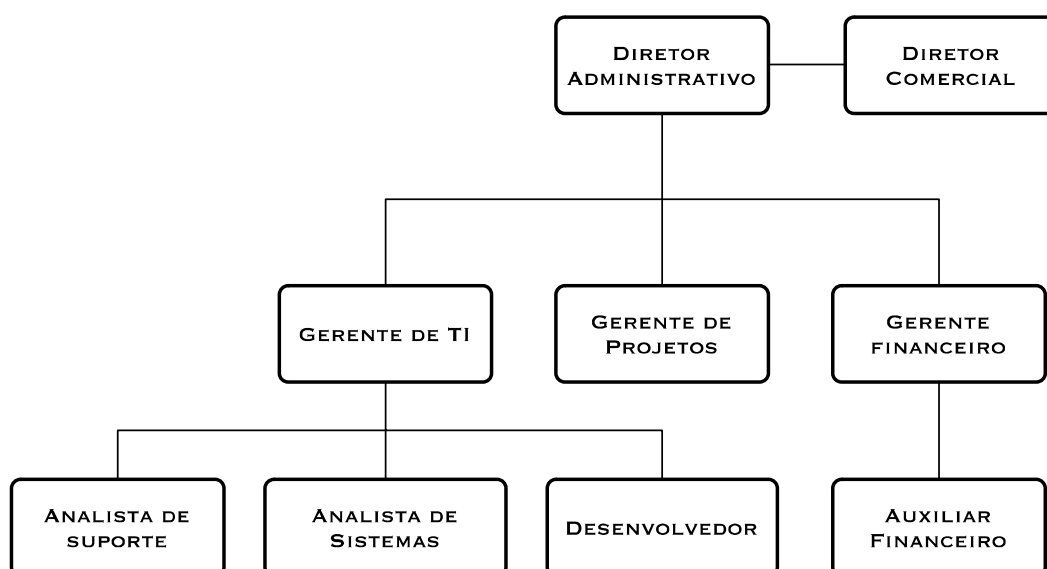 Diretor
Administrativo
Diretor
Comercial
Gerente de TI
Gerente de
Projetos
Gerente
financeiro
Analista de
suporte
Analista de
Sistemas
Desenvolvedor
Auxiliar
Financeiro